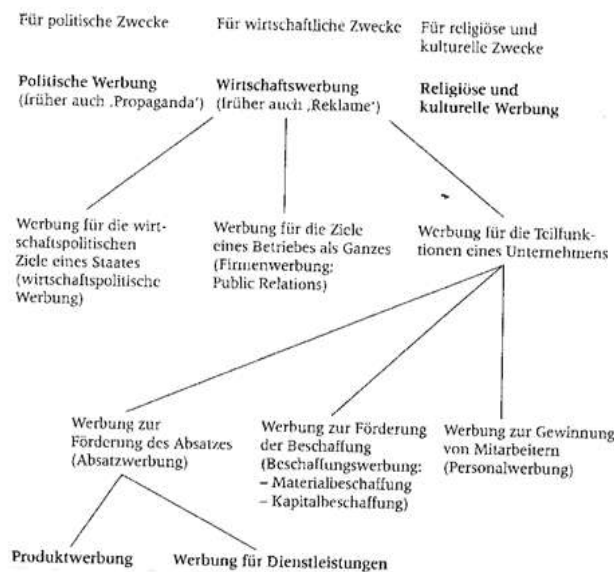 Für politische Zwecke
Für wirtschaftliche Zwecke
Für religiöse und
kulturelle Zwecke
Politische Werbung
(früher auch ‚Propaganda‘)
Wirtschaftswerbung
(früher auch ‚Reklame‘)
Religiöse und
kulturelle Werbung
Werbung für die wirt-
schaftspolitischen
Ziele eines Staates
(wirtschaftspolitische
Werbung)
Werbung für die Ziele
eines Betriebes als Ganzes
(Firmenwerbung:
Public Relations)
Werbung für die Teilfunk-
tionen eines Unternehmens
Werbung zur
Förderung des Absatzes
(Absatzwerbung)
Werbung zur Förderung
der Beschaffung
(Beschaffungswerbung:
– Materialbeschaffung
– Kapitalbeschaffung)
Werbung zur Gewinnung
von Mitarbeitern
(Personalwerbung)
Produktwerbung
Werbung für Dienstleistungen